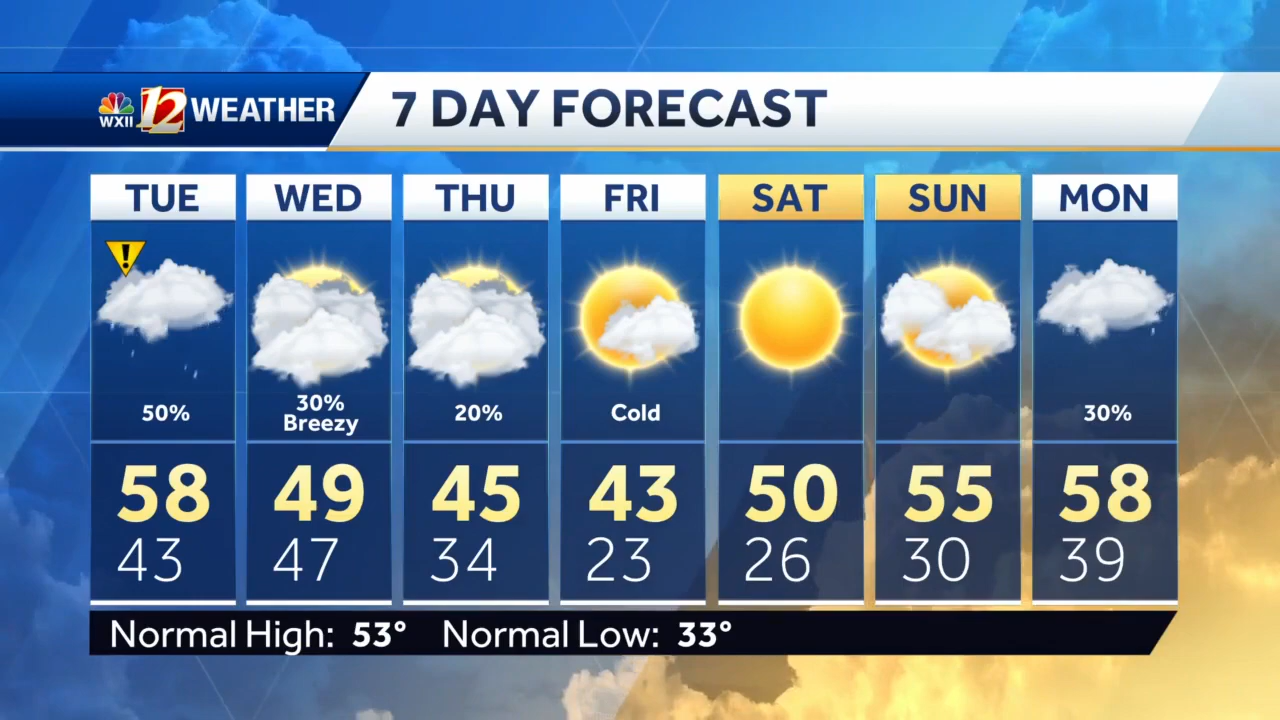 WXII 12 WEATHER
7 DAY FORECAST
TUE WED THU FRI SAT SUN MON
!
50% 30% 20% Cold 30%
Breezy
58 49 45 43 50 55 58
43 47 34 23 26 30 39
Normal High: 53° Normal Low: 33°